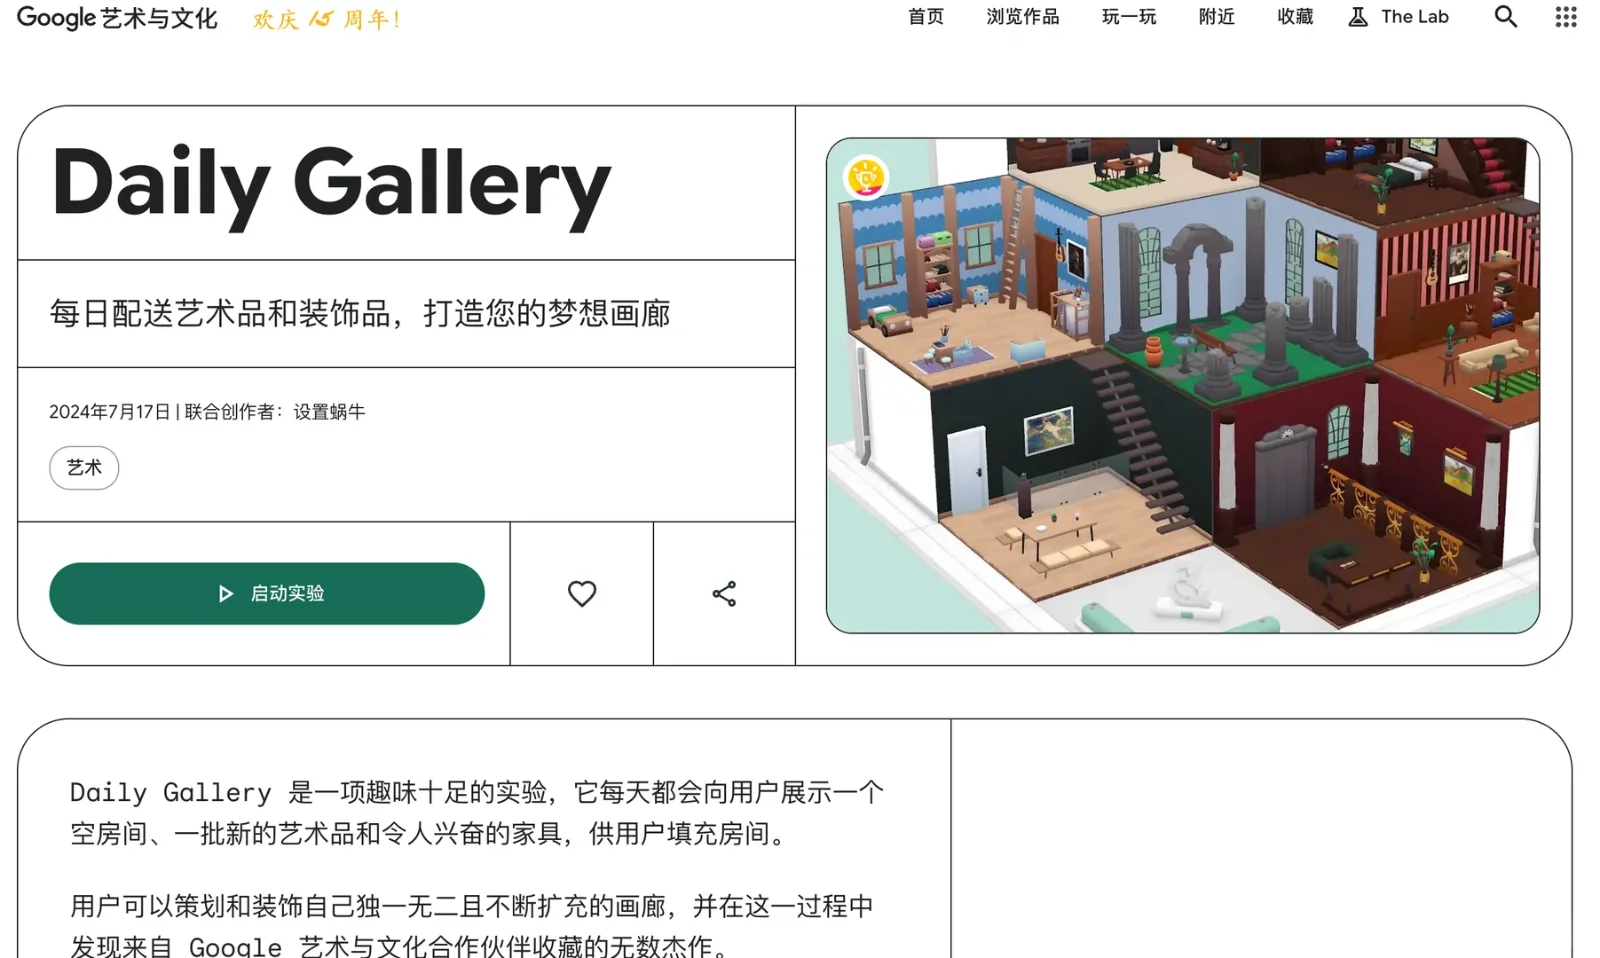 Google 艺术与文化
欢庆 15 周年！
首页 浏览作品 玩一玩 附近 收藏 The Lab
Daily Gallery
每日配送艺术品和装饰品，打造您的梦想画廊
2024年7月17日 | 联合创作者：设置蜗牛
艺术
启动实验
Daily Gallery 是一项趣味十足的实验，它每天都会向用户展示一个
空房间、一批新的艺术品和令人兴奋的家具，供用户填充房间。
用户可以策划和装饰自己独一无二且不断扩充的画廊，并在这一过程中
发现来自 Google 艺术与文化合作伙伴收藏的无数杰作。